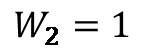 W₂ = 1